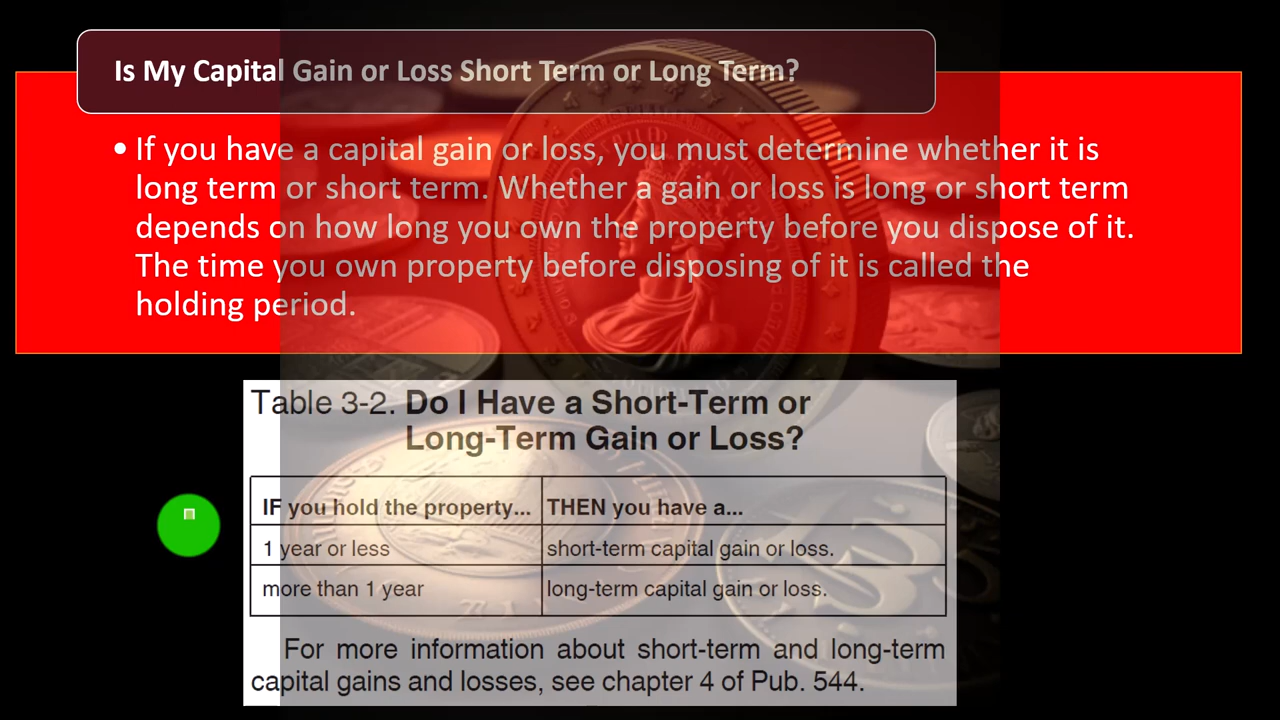 Is My Capital Gain or Loss Short Term or Long Term?
• If you have a capital gain or loss, you must determine whether it is
long term or short term. Whether a gain or loss is long or short term
depends on how long you own the property before you dispose of it.
The time you own property before disposing of it is called the
holding period.
Table 3-2. Do I Have a Short-Term or
Long-Term Gain or Loss?
IF you hold the property... THEN you have a...
1 year or less short-term capital gain or loss.
more than 1 year long-term capital gain or loss.
For more information about short-term and long-term
capital gains and losses, see chapter 4 of Pub. 544.